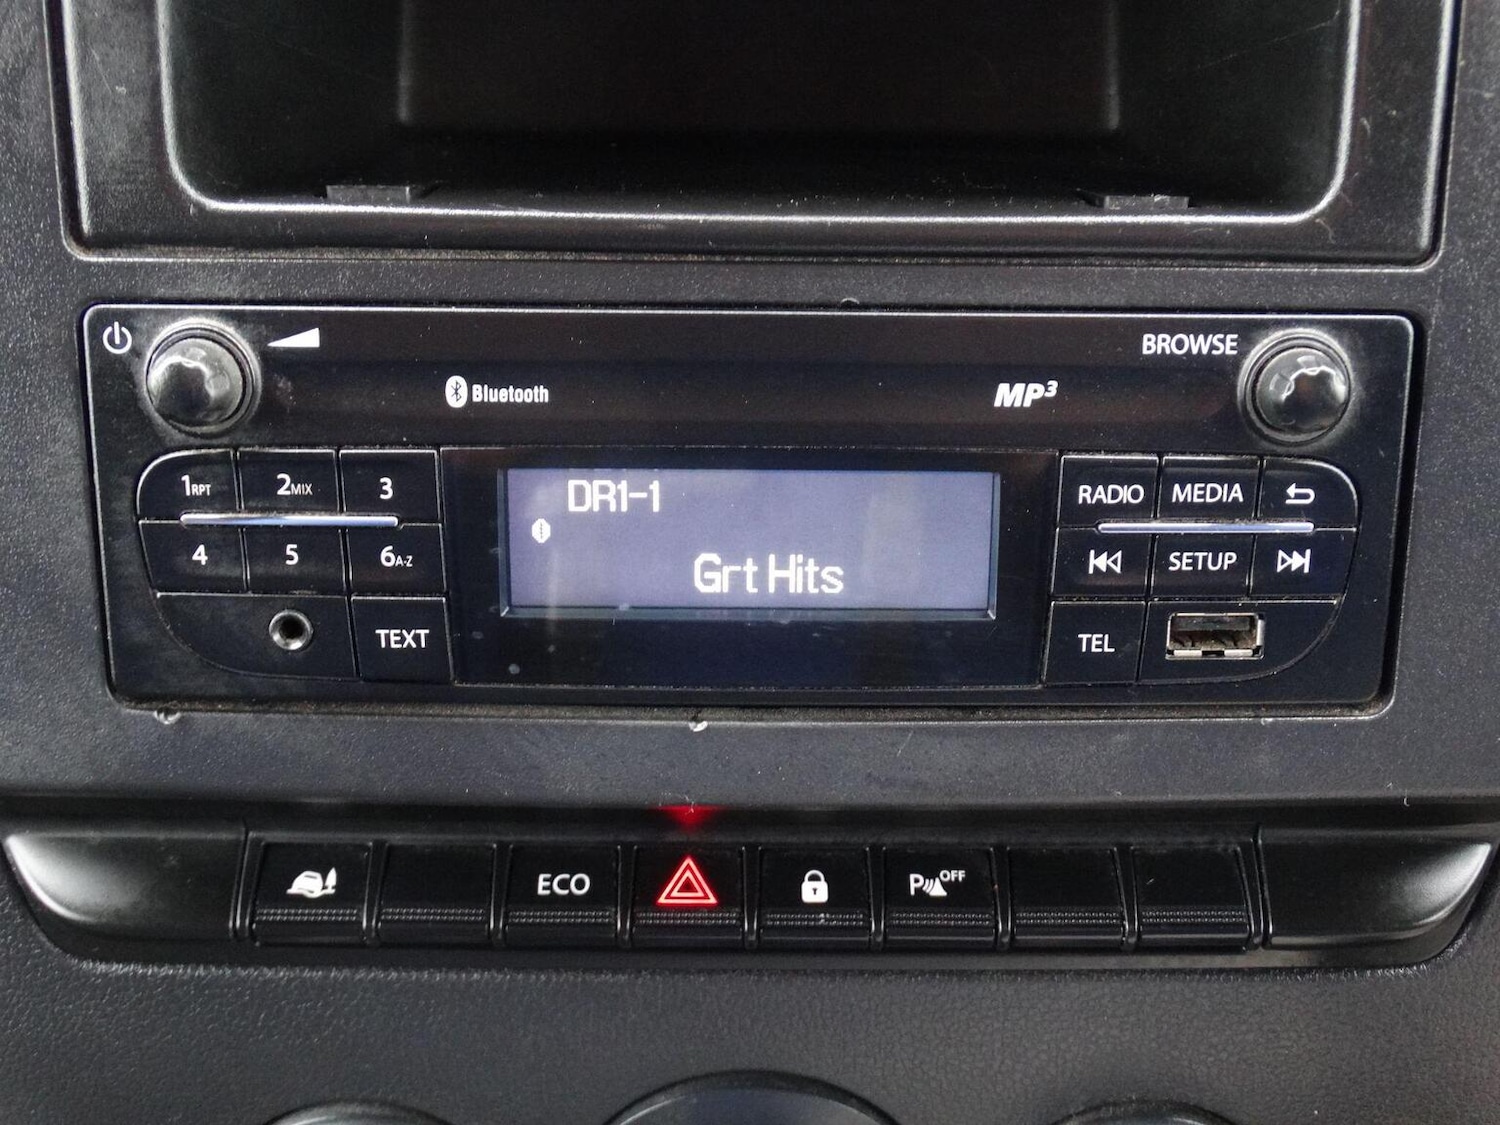 BROWSE
Bluetooth
MP3
1RPT 2MIX 3
DR1-1
RADIO MEDIA
4 5 6A-Z
Grt Hits
SETUP
TEXT
TEL
ECO
P OFF